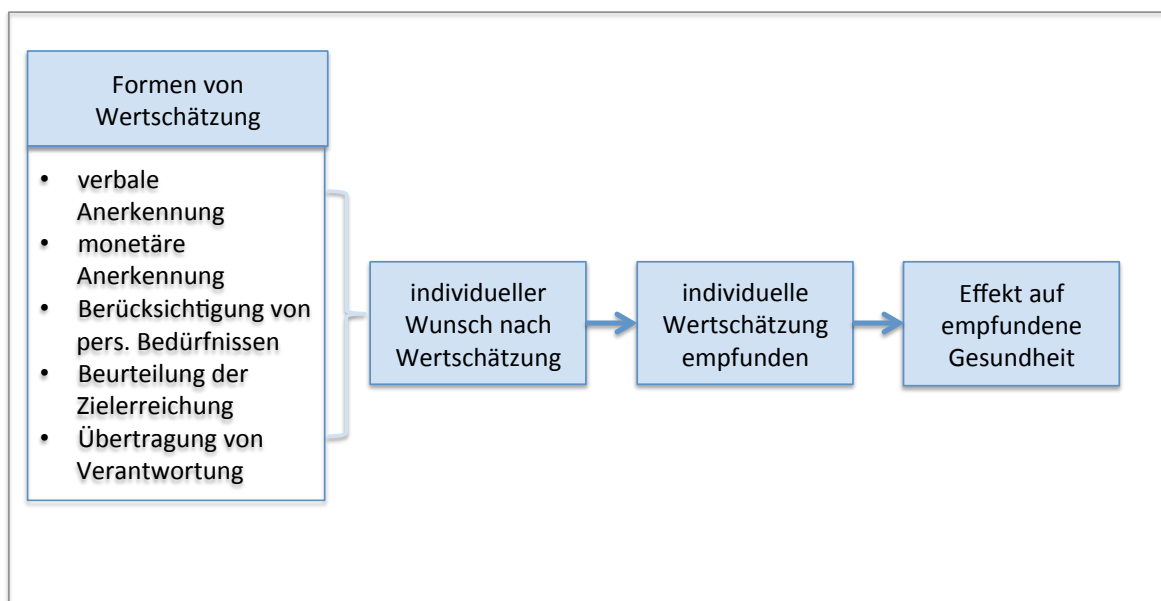 Formen von
Wertschätzung
• verbale
Anerkennung
• monetäre
Anerkennung
• Berücksichtigung von
pers. Bedürfnissen
• Beurteilung der
Zielerreichung
• Übertragung von
Verantwortung
individueller
Wunsch nach
Wertschätzung
individuelle
Wertschätzung
empfunden
Effekt auf
empfundene
Gesundheit